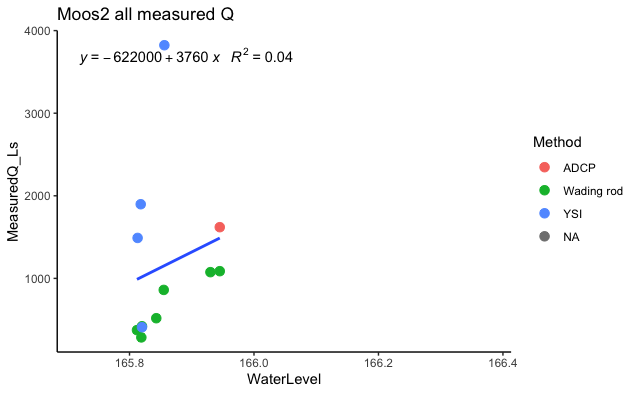 Moos2 all measured Q
y = − 622000 + 3760 x R² = 0.04
MeasuredQ_Ls
4000
3000
2000
1000
165.8 166.0 166.2 166.4
WaterLevel
Method
ADCP
Wading rod
YSI
NA